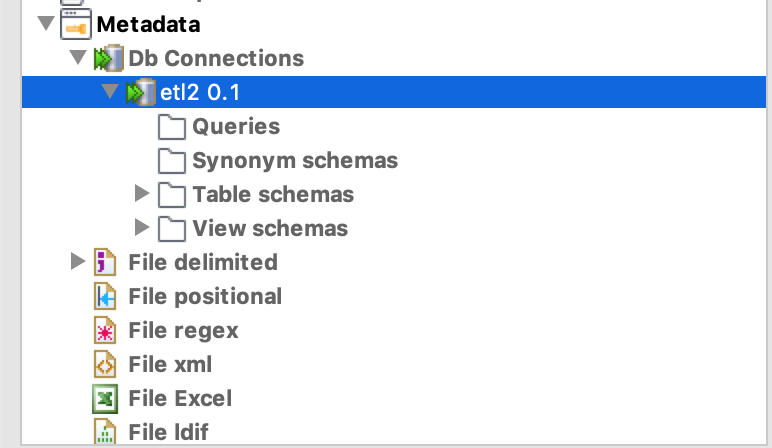 Metadata
Db Connections
etl2 0.1
Queries
Synonym schemas
Table schemas
View schemas
File delimited
File positional
File regex
File xml
File Excel
File ldif